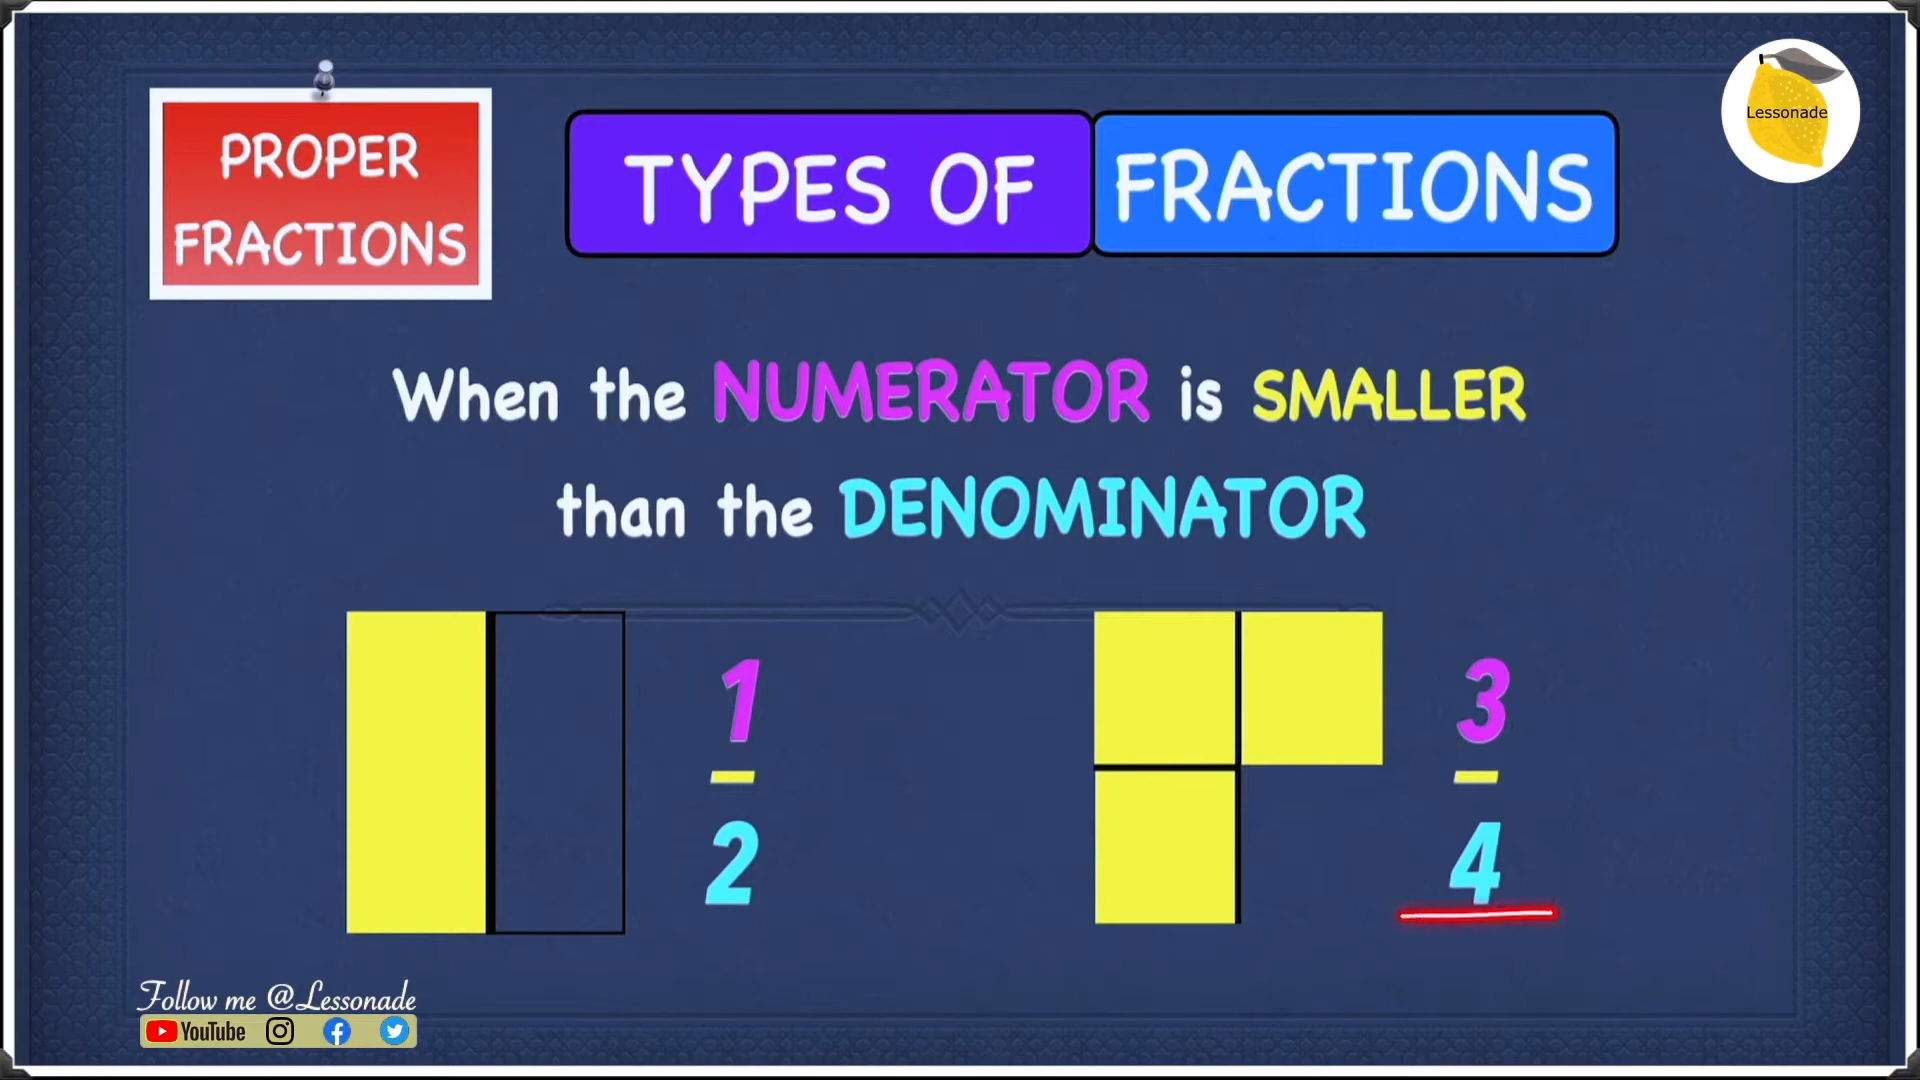 PROPER
FRACTIONS
TYPES OF FRACTIONS
Lessonade
When the NUMERATOR is SMALLER
than the DENOMINATOR
1
2
3
4
Follow me @Lessonade
YouTube